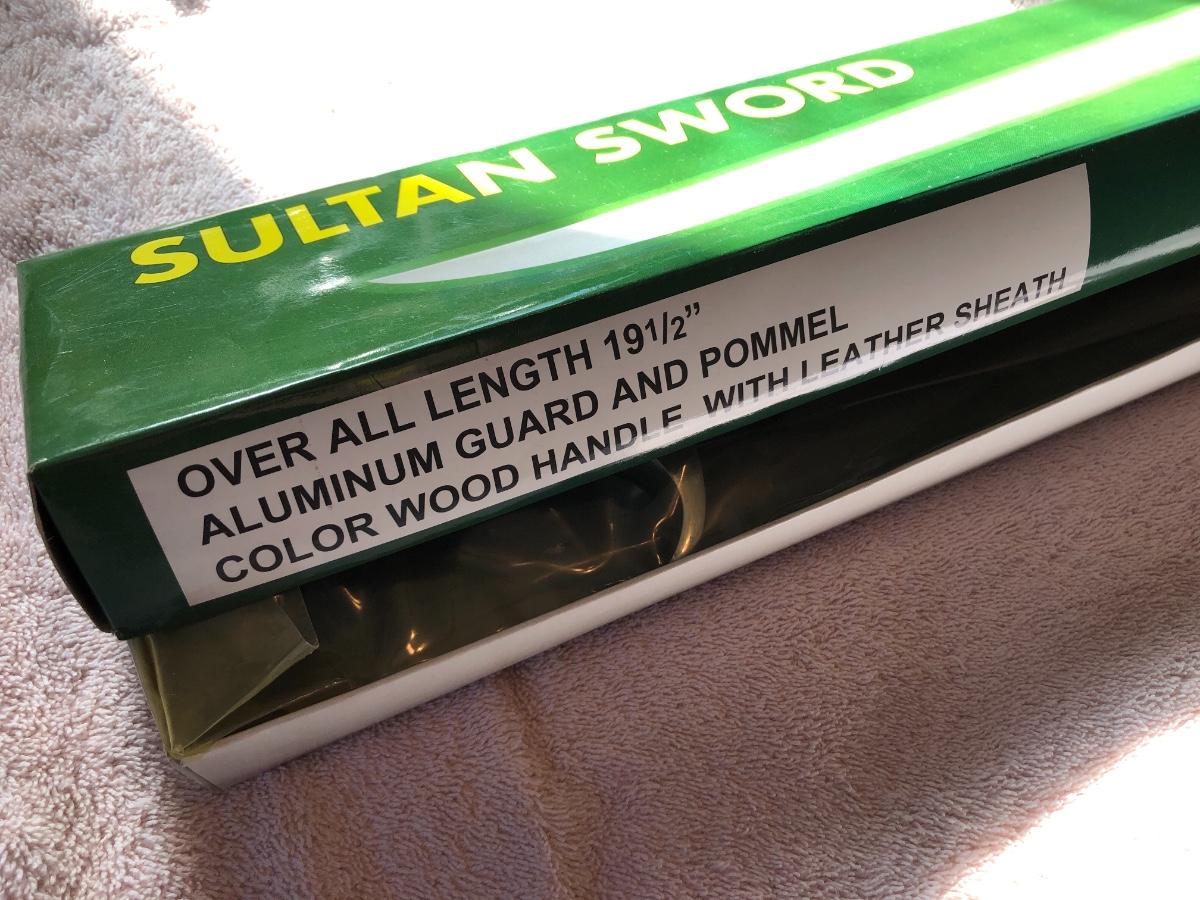 SULTAN SWORD
OVER ALL LENGTH 19 1/2”
ALUMINUM GUARD AND POMMEL
COLOR WOOD HANDLE WITH LEATHER SHEATH